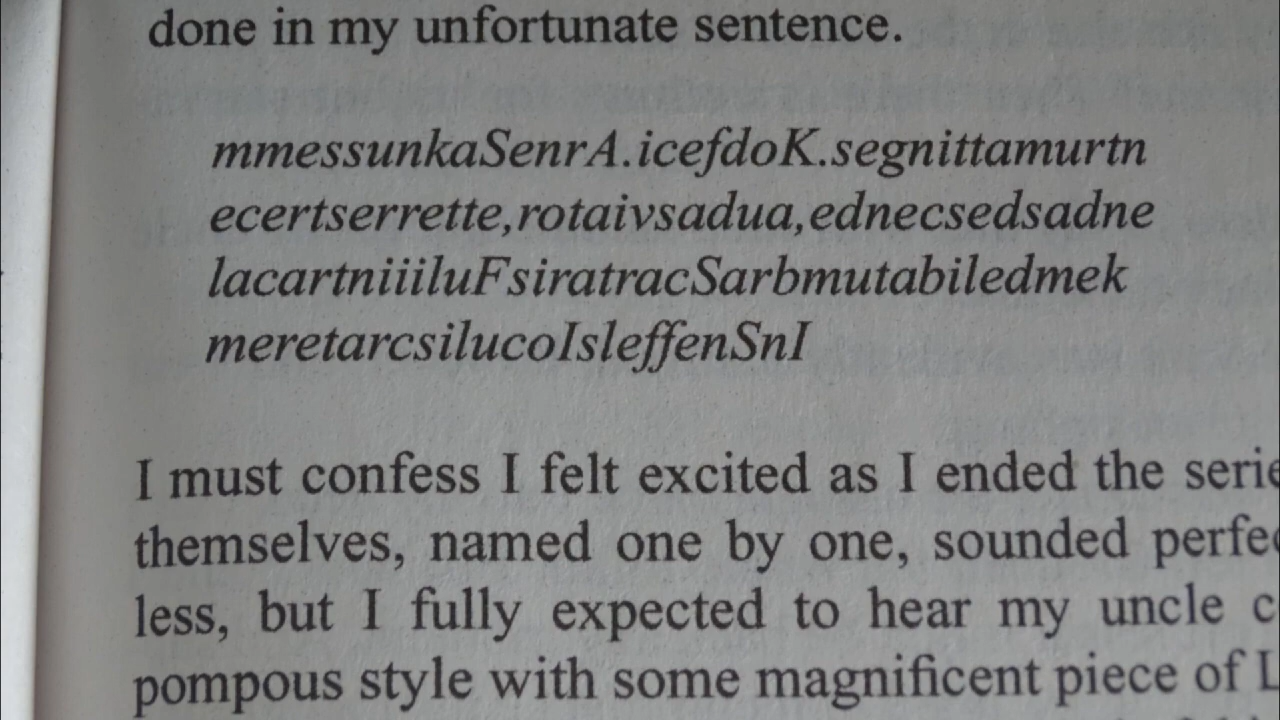 done in my unfortunate sentence.
mmessunkaSenrA.icefdoK.segnittamurtn
ecertserrette,rotaivsadua,ednecsedsadne
lacartniiiluFsiratracSarbmutabiledmek
meretarcsilucoIsleffenSnI
I must confess I felt excited as I ended the serie
themselves, named one by one, sounded perfec
less, but I fully expected to hear my uncle c
pompous style with some magnificent piece of L